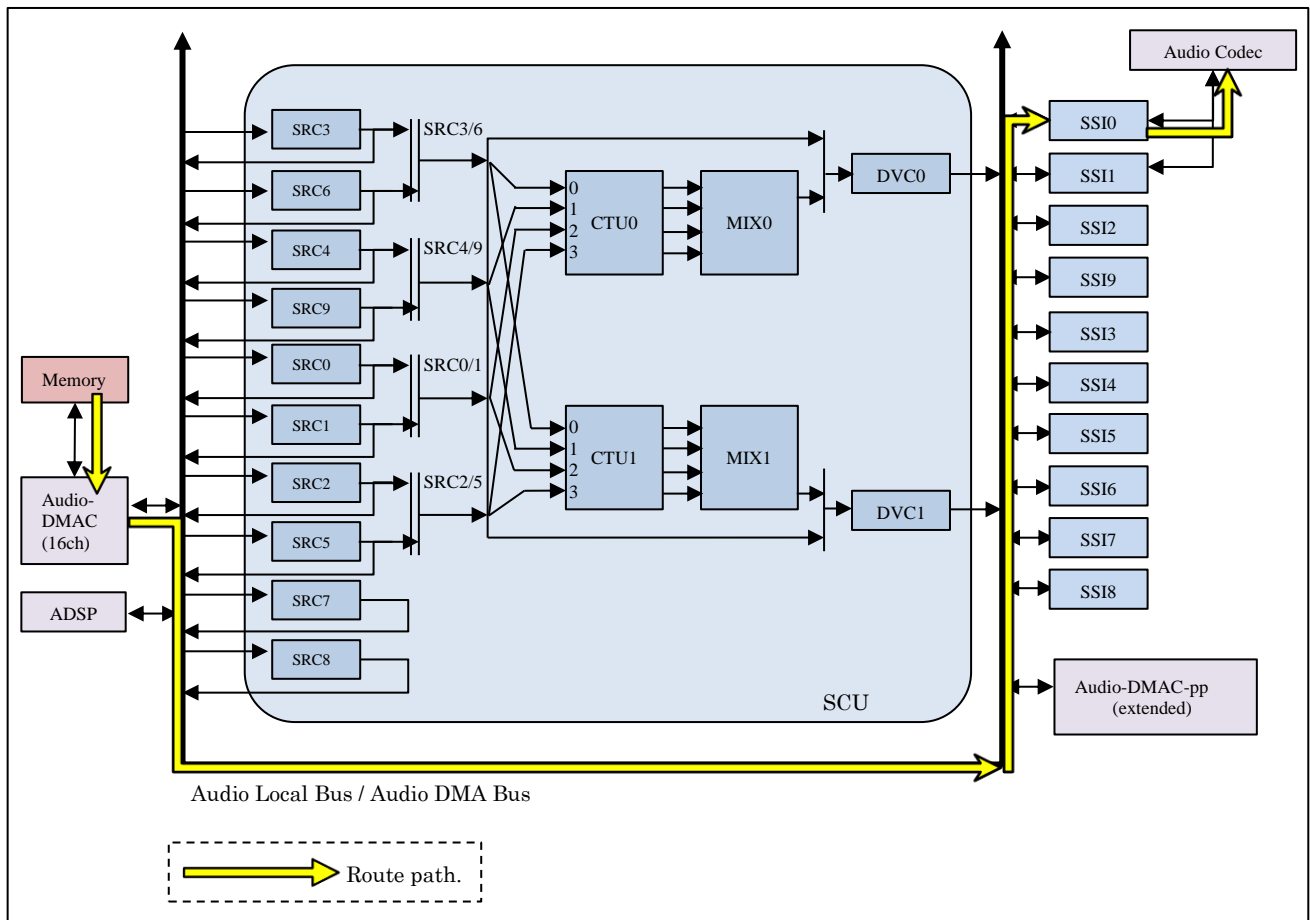 Audio Codec
SRC3
SRC3/6
SSI0
SRC6
DVC0
SSI1
0
1
2
3
CTU0
MIX0
SSI2
SRC4
SRC4/9
SSI9
SRC9
SSI3
SRC0
SRC0/1
Memory
SSI4
SRC1
0
1
2
3
CTU1
MIX1
SSI5
SRC2
SRC2/5
SSI6
Audio-
DMAC
(16ch)
DVC1
SRC5
SSI7
SRC7
SSI8
ADSP
SRC8
Audio-DMAC-pp
(extended)
SCU
Audio Local Bus / Audio DMA Bus
Route path.